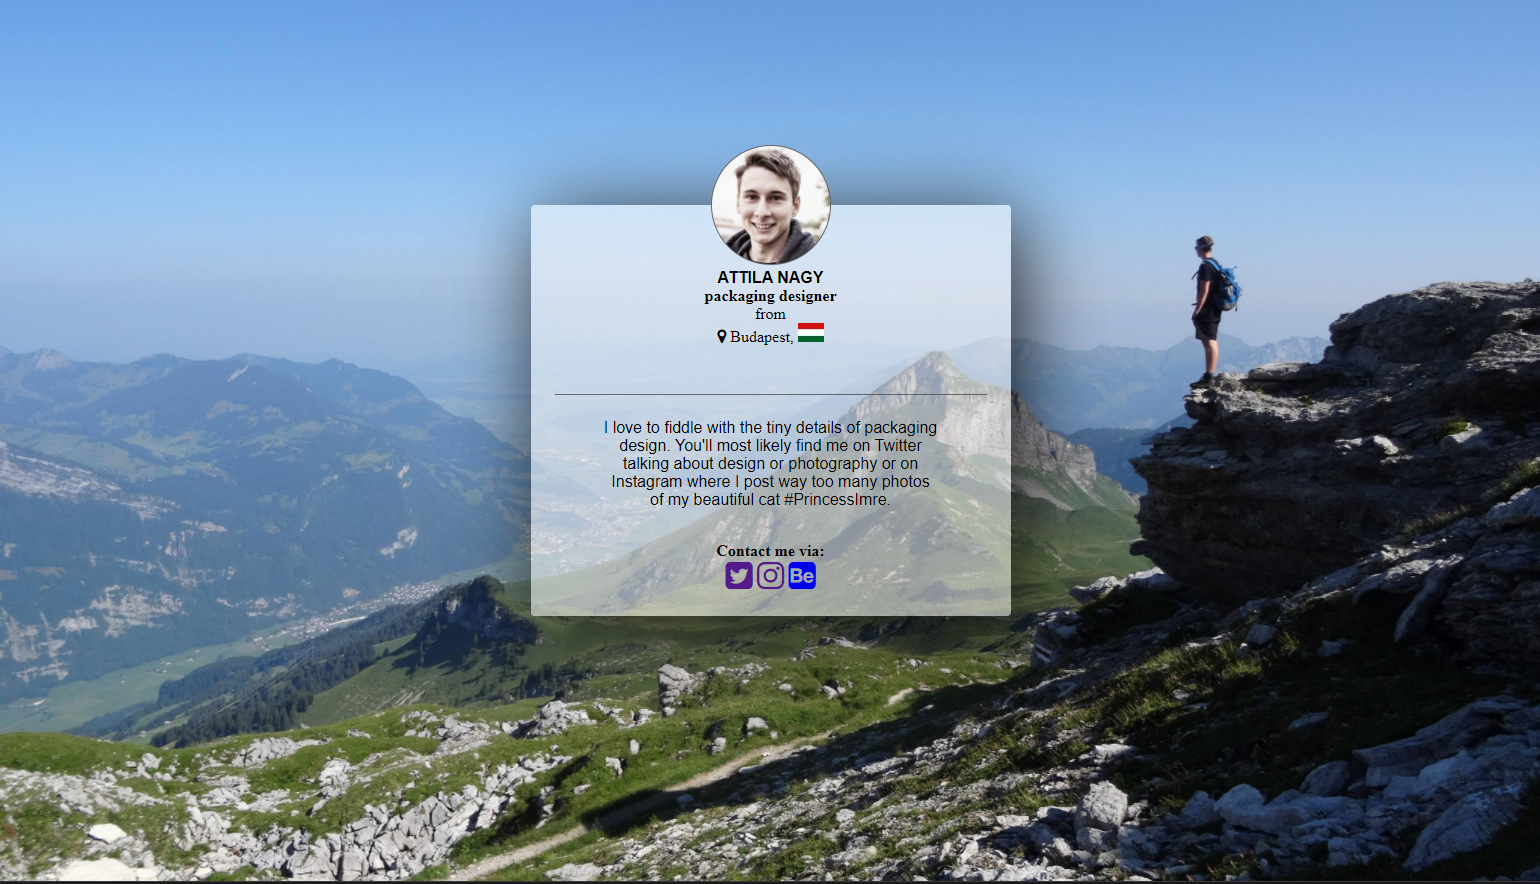 ATTILA NAGY
packaging designer
from
Budapest,
I love to fiddle with the tiny details of packaging
design. You'll most likely find me on Twitter
talking about design or photography or on
Instagram where I post way too many photos
of my beautiful cat #PrincessImre.
Contact me via:
Bē